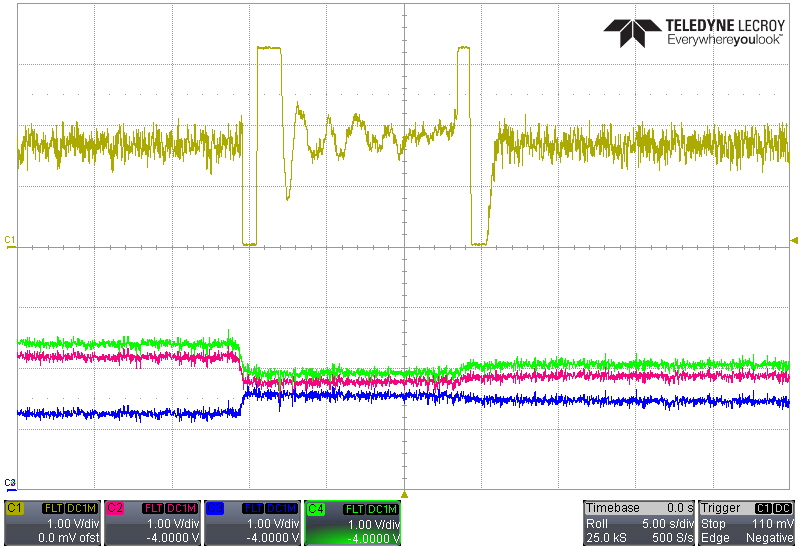 TELEDYNE LECROY
Everywhereyoulook™
C1
C1 FLT DC1M
1.00 V/div
0.0 mV ofst
C2 FLT DC1M
1.00 V/div
-4.0000 V
FLT DC1M
1.00 V/div
-4.0000 V
C4 FLT DC1M
1.00 V/div
-4.0000 V
Timebase 0.0 s
Roll 5.00 s/div
25.0 kS 500 S/s
Trigger C1 DC
Stop 110 mV
Edge Negative